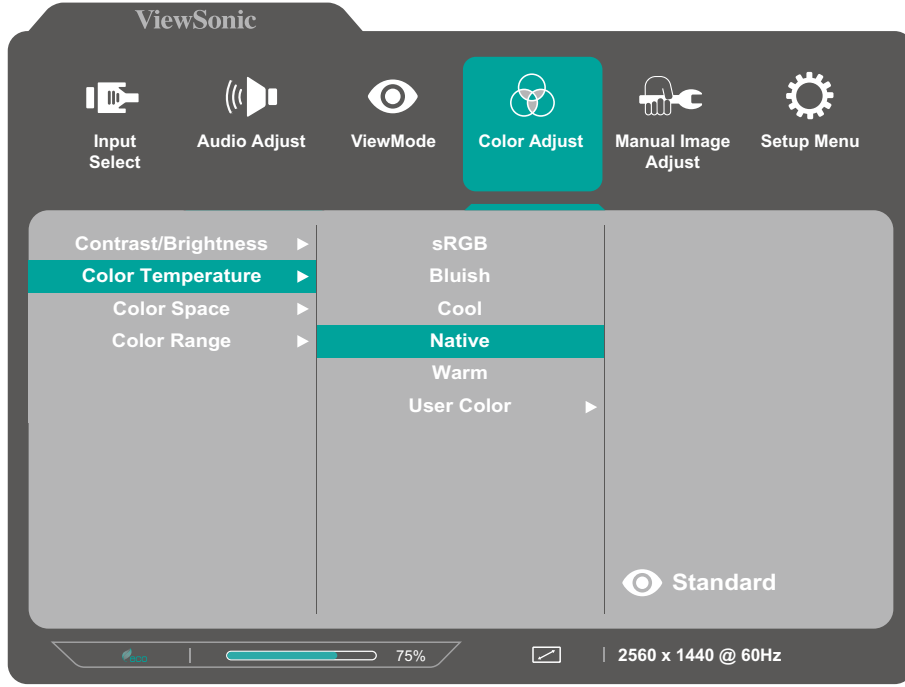 ViewSonic
Input
Select
Audio Adjust
ViewMode
Color Adjust
Manual Image
Adjust
Setup Menu
Contrast/Brightness
Color Temperature
Color Space
Color Range
sRGB
Bluish
Cool
Native
Warm
User Color
Standard
eco
75%
2560 x 1440 @ 60Hz